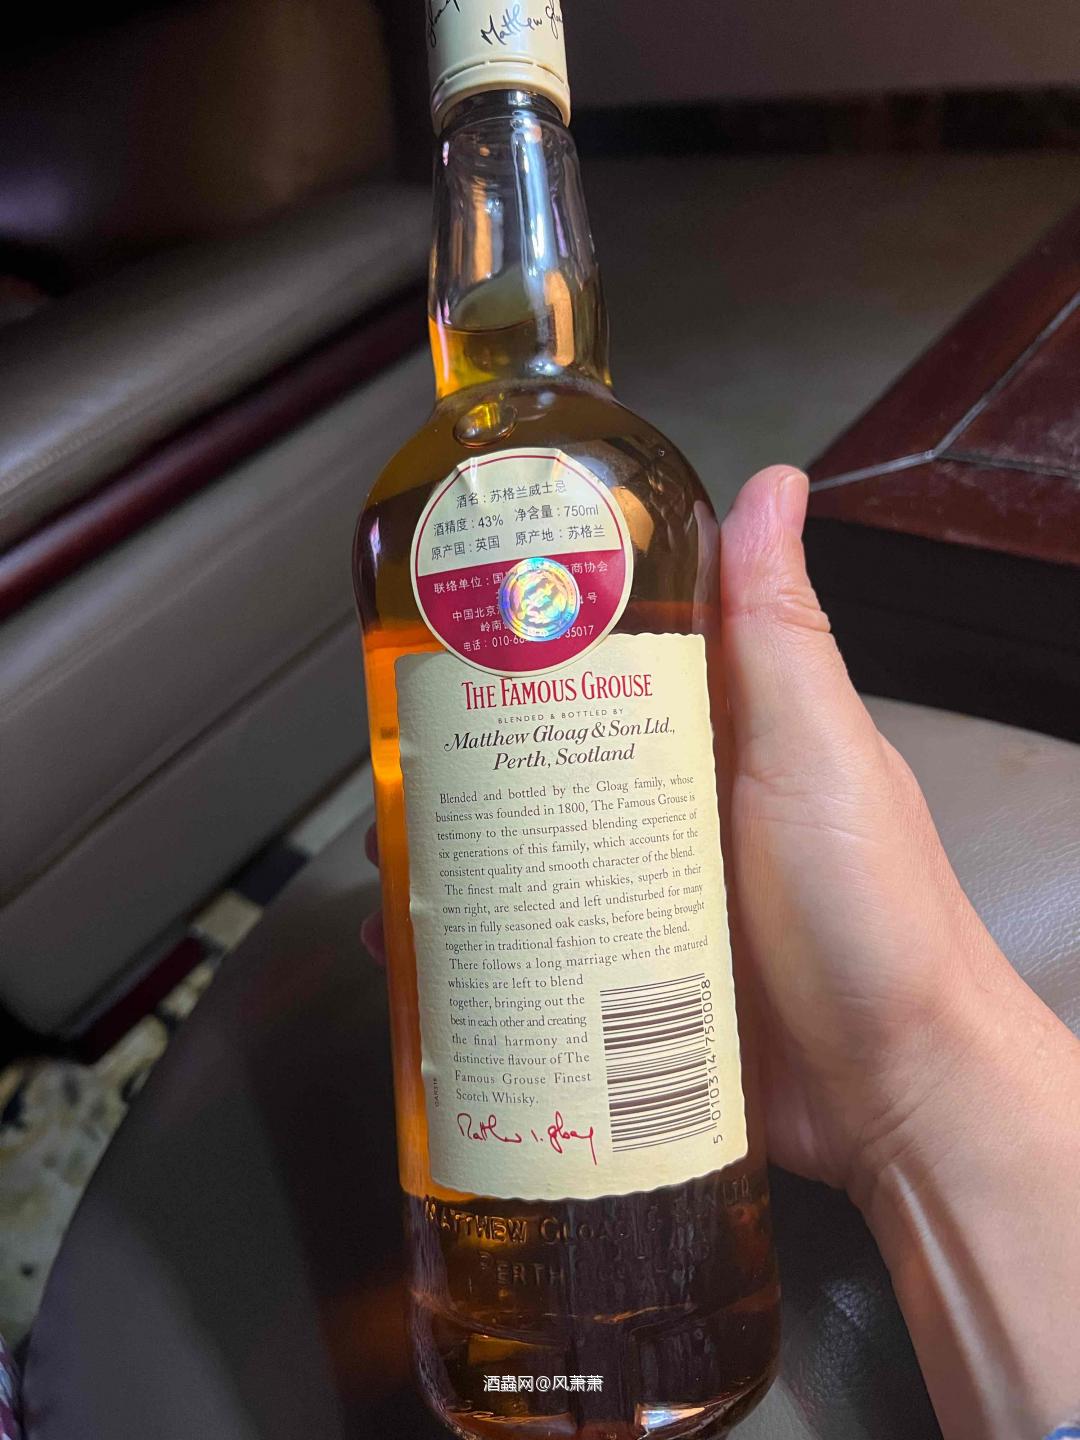 Matthew
酒名：苏格兰威士忌
酒精度：43% 净含量：750ml
原产国：英国 原产地：苏格兰
联络单位：国 商协会
中国北京 号
岭南
电话：010- 35017
THE FAMOUS GROUSE
BLENDED & BOTTLED BY
Matthew Gloag & Son Ltd.,
Perth, Scotland
Blended and bottled by the Gloag family, whose
business was founded in 1800, The Famous Grouse is
testimony to the unsurpassed blending experience of
six generations of this family, which accounts for the
consistent quality and smooth character of the blend.
The finest malt and grain whiskies, superb in their
own right, are selected and left undisturbed for many
years in fully seasoned oak casks, before being brought
together in traditional fashion to create the blend.
There follows a long marriage when the matured
whiskies are left to blend
together, bringing out the
best in each other and creating
the final harmony and
distinctive flavour of The
Famous Grouse Finest
Scotch Whisky.
5 010314 750008
Matthew I. Gloag
MATTHEW GLOAG & SON LTD
PERTH
酒蟲网@风萧萧